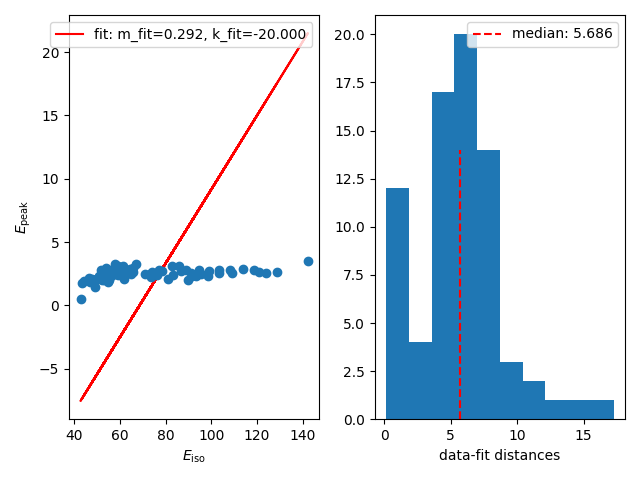 fit: m_fit=0.292, k_fit=-20.000
20
15
10
5
0
−5
E_peak
40 60 80 100 120 140
E_iso
median: 5.686
20.0
17.5
15.0
12.5
10.0
7.5
5.0
2.5
0.0
0 5 10 15
data-fit distances